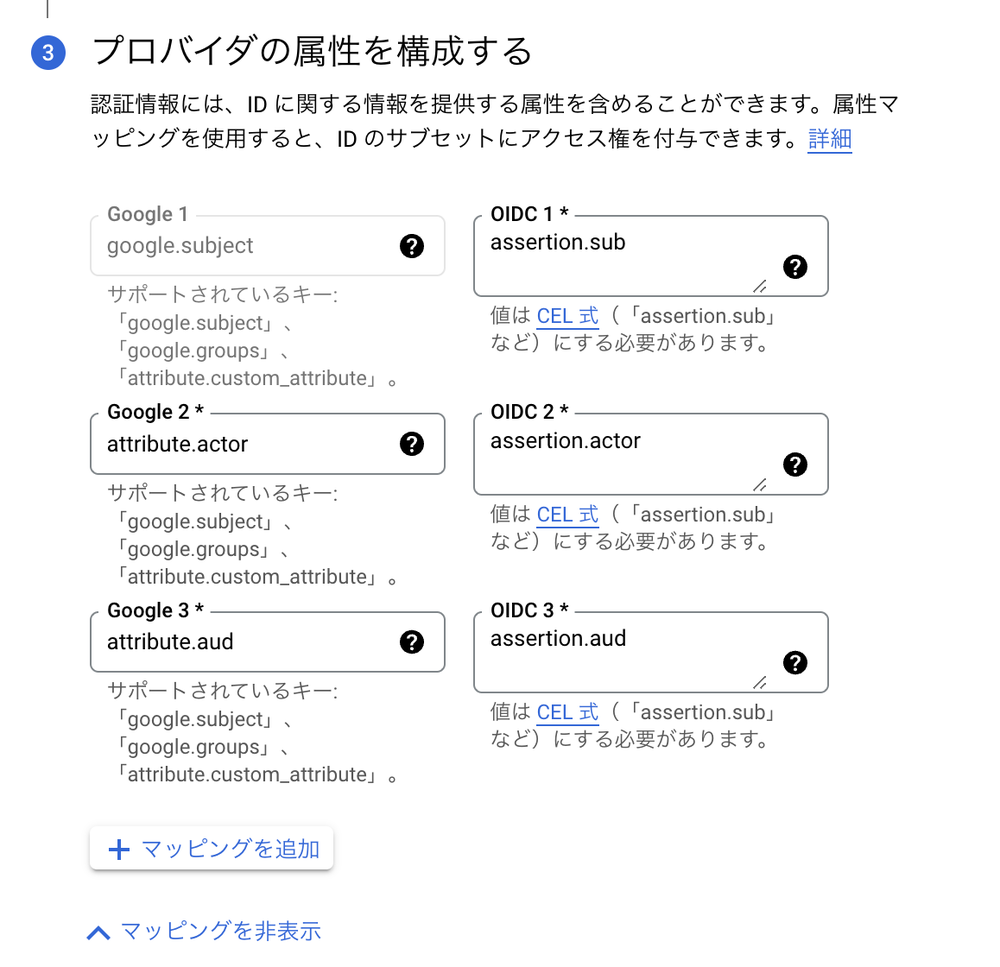 3 プロバイダの属性を構成する
認証情報には、ID に関する情報を提供する属性を含めることができます。属性マ
ッピングを使用すると、ID のサブセットにアクセス権を付与できます。詳細
Google 1
google.subject
サポートされているキー:
「google.subject」、
「google.groups」、
「attribute.custom_attribute」。
OIDC 1 *
assertion.sub
値は CEL 式（「assertion.sub」
など）にする必要があります。
Google 2 *
attribute.actor
サポートされているキー:
「google.subject」、
「google.groups」、
「attribute.custom_attribute」。
OIDC 2 *
assertion.actor
値は CEL 式（「assertion.sub」
など）にする必要があります。
Google 3 *
attribute.aud
サポートされているキー:
「google.subject」、
「google.groups」、
「attribute.custom_attribute」。
OIDC 3 *
assertion.aud
値は CEL 式（「assertion.sub」
など）にする必要があります。
マッピングを追加
マッピングを非表示